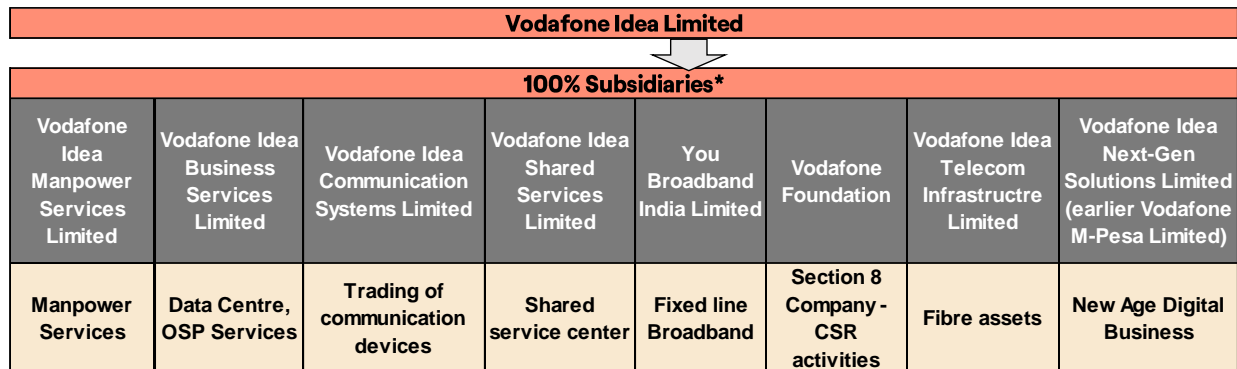 Vodafone Idea Limited
100% Subsidiaries*
Vodafone
Idea
Manpower
Services
Limited
Vodafone Idea
Business
Services
Limited
Vodafone Idea
Communication
Systems Limited
Vodafone Idea
Shared
Services
Limited
You
Broadband
India Limited
Vodafone
Foundation
Vodafone Idea
Telecom
Infrastructre
Limited
Vodafone Idea
Next-Gen
Solutions Limited
(earlier Vodafone
M-Pesa Limited)
Manpower
Services
Data Centre,
OSP Services
Trading of
communication
devices
Shared
service center
Fixed line
Broadband
Section 8
Company -
CSR
activities
Fibre assets
New Age Digital
Business